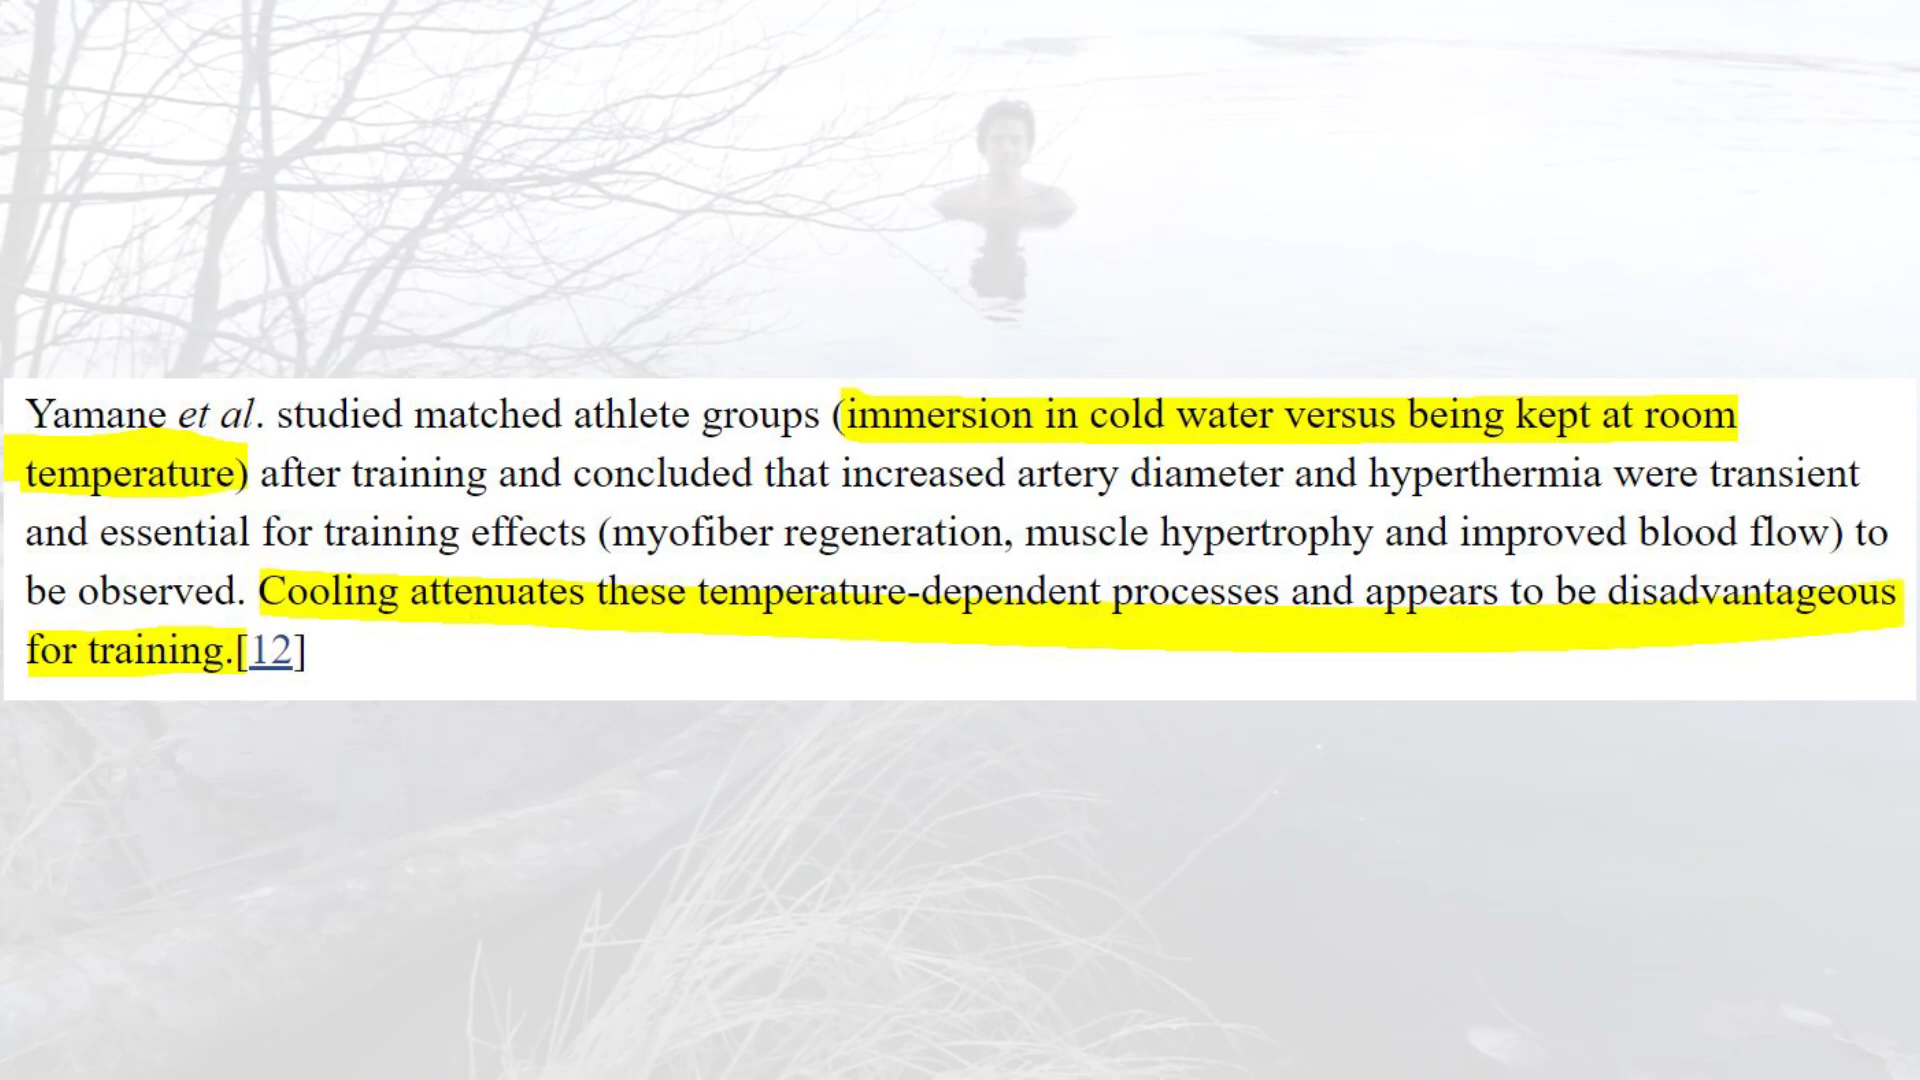 Yamane et al. studied matched athlete groups (immersion in cold water versus being kept at room
temperature) after training and concluded that increased artery diameter and hyperthermia were transient
and essential for training effects (myofiber regeneration, muscle hypertrophy and improved blood flow) to
be observed. Cooling attenuates these temperature-dependent processes and appears to be disadvantageous
for training.[12]